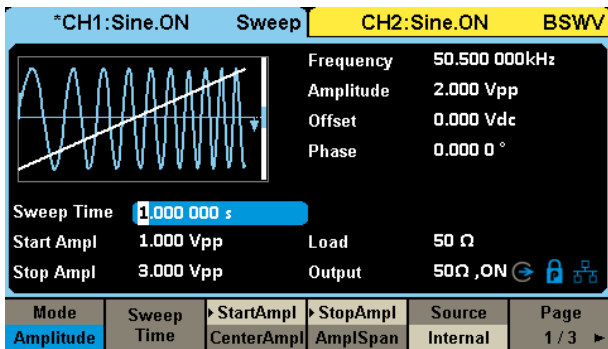 *CH1:Sine.ON Sweep CH2:Sine.ON BSWV
Frequency 50.500 000kHz
Amplitude 2.000 Vpp
Offset 0.000 Vdc
Phase 0.000 0 °
Sweep Time 1.000 000 s
Start Ampl 1.000 Vpp Load 50 Ω
Stop Ampl 3.000 Vpp Output 50Ω ,ON P
Mode Sweep StartAmpl StopAmpl Source Page
Amplitude Time CenterAmpl AmplSpan Internal 1 / 3